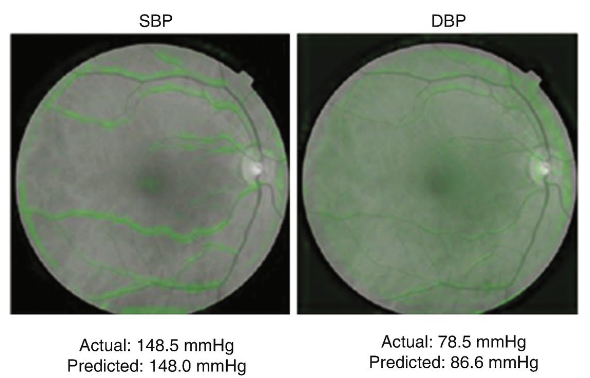 SBP
DBP
Actual: 148.5 mmHg
Predicted: 148.0 mmHg
Actual: 78.5 mmHg
Predicted: 86.6 mmHg